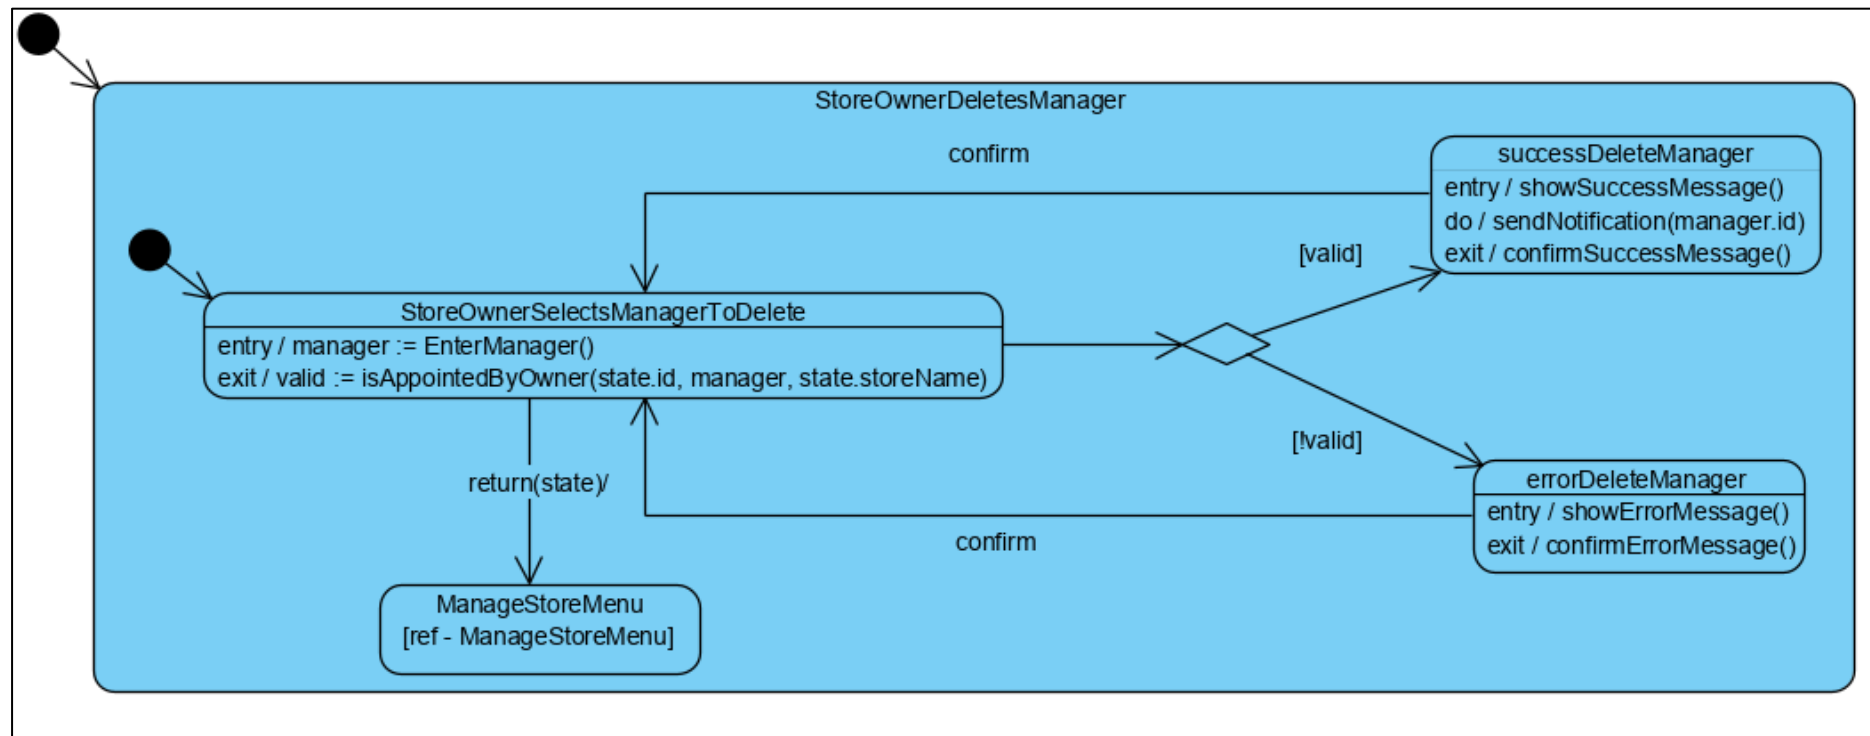 StoreOwnerDeletesManager
confirm
successDeleteManager
entry / showSuccessMessage()
do / sendNotification(manager.id)
exit / confirmSuccessMessage()
[valid]
StoreOwnerSelectsManagerToDelete
entry / manager := EnterManager()
exit / valid := isAppointedByOwner(state.id, manager, state.storeName)
[!valid]
return(state)/
errorDeleteManager
entry / showErrorMessage()
exit / confirmErrorMessage()
confirm
ManageStoreMenu
[ref - ManageStoreMenu]